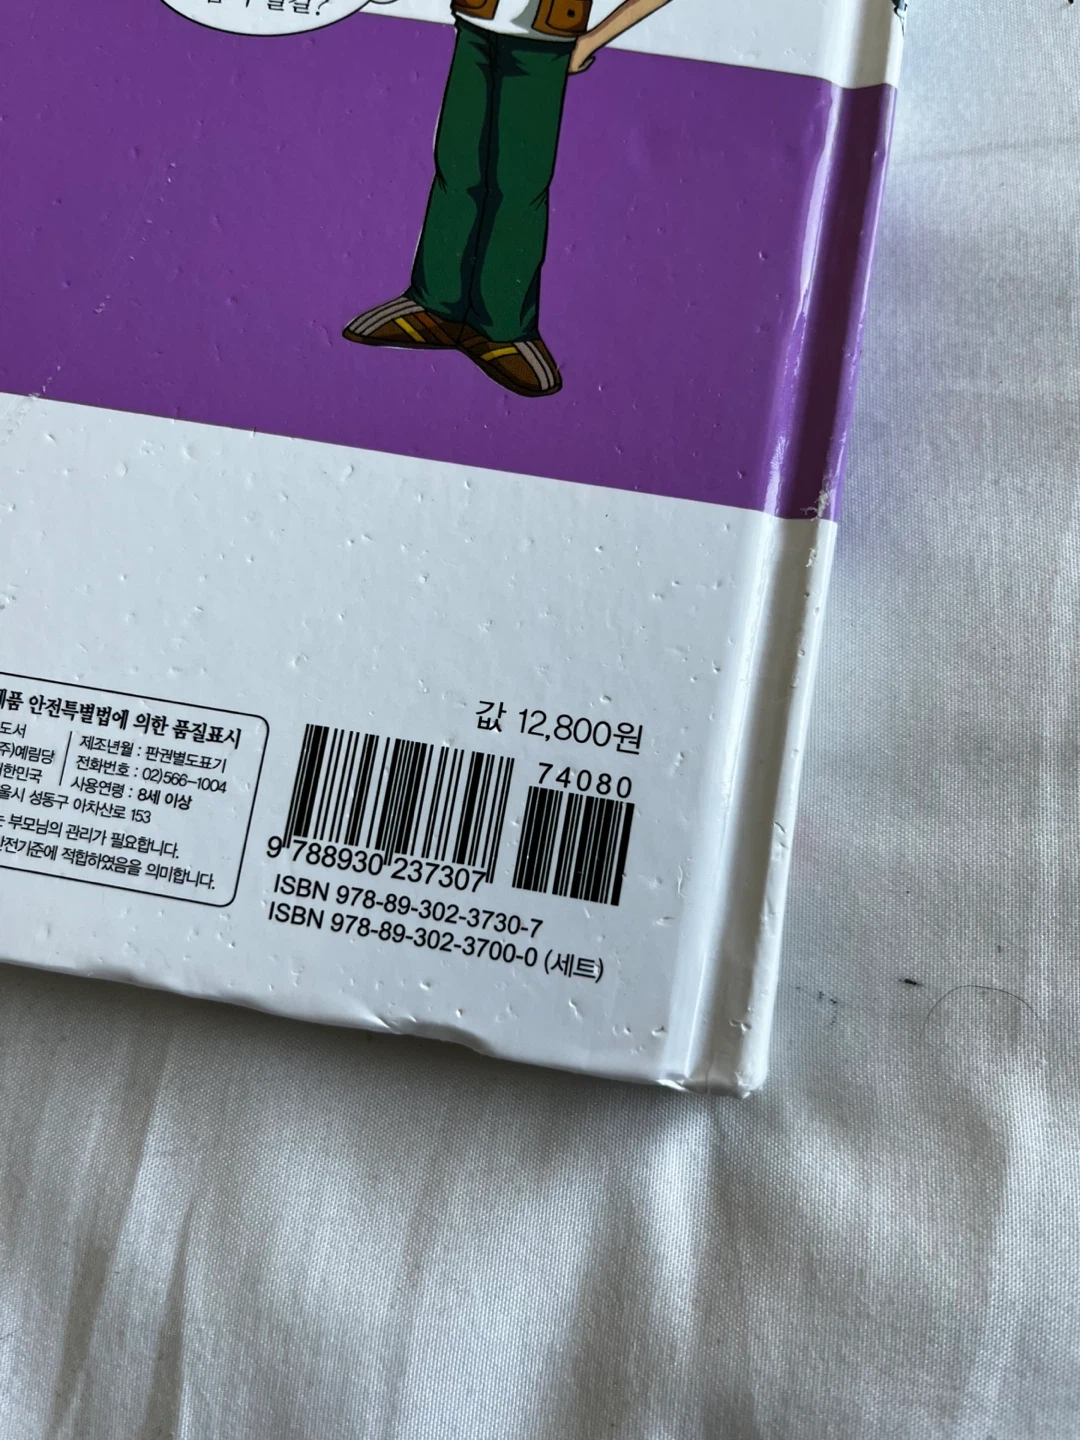 제품 안전특별법에 의한 품질표시
도서
제조년월 : 판권별도표기
(주)예림당
전화번호 : 02)566-1004
대한민국
사용연령 : 8세 이상
서울시 성동구 아차산로 153
는 부모님의 관리가 필요합니다.
안전기준에 적합하였음을 의미합니다.
값 12,800원
74080
9 788930 237307
ISBN 978-89-302-3730-7
ISBN 978-89-302-3700-0 (세트)